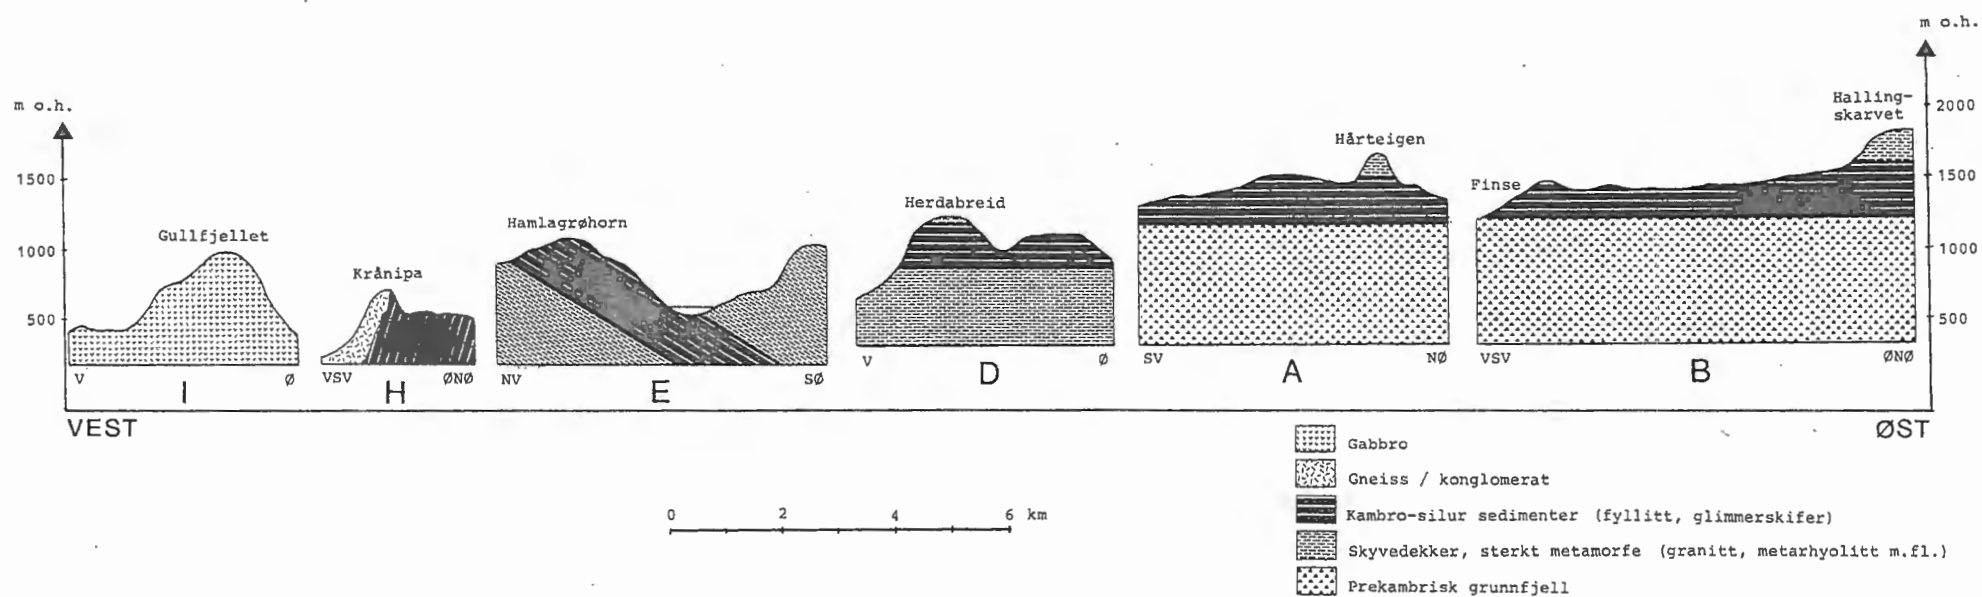 m o.h.
1500
1000
500
Gullfjellet
V Ø
I
Krånipa
VSV ØNØ
H
Hamlagrøhorn
NV SØ
E
Herdabreid
V Ø
D
Hårteigen
SV NØ
A
Finse
Halling-
skarvet
VSV ØNØ
B
m o.h.
2000
1500
1000
500
VEST
ØST
0 2 4 6 km
Gabbro
Gneiss / konglomerat
Kambro-silur sedimenter (fyllitt, glimmerskifer)
Skyvedekker, sterkt metamorfe (granitt, metarhyolitt m.fl.)
Prekambrisk grunnfjell